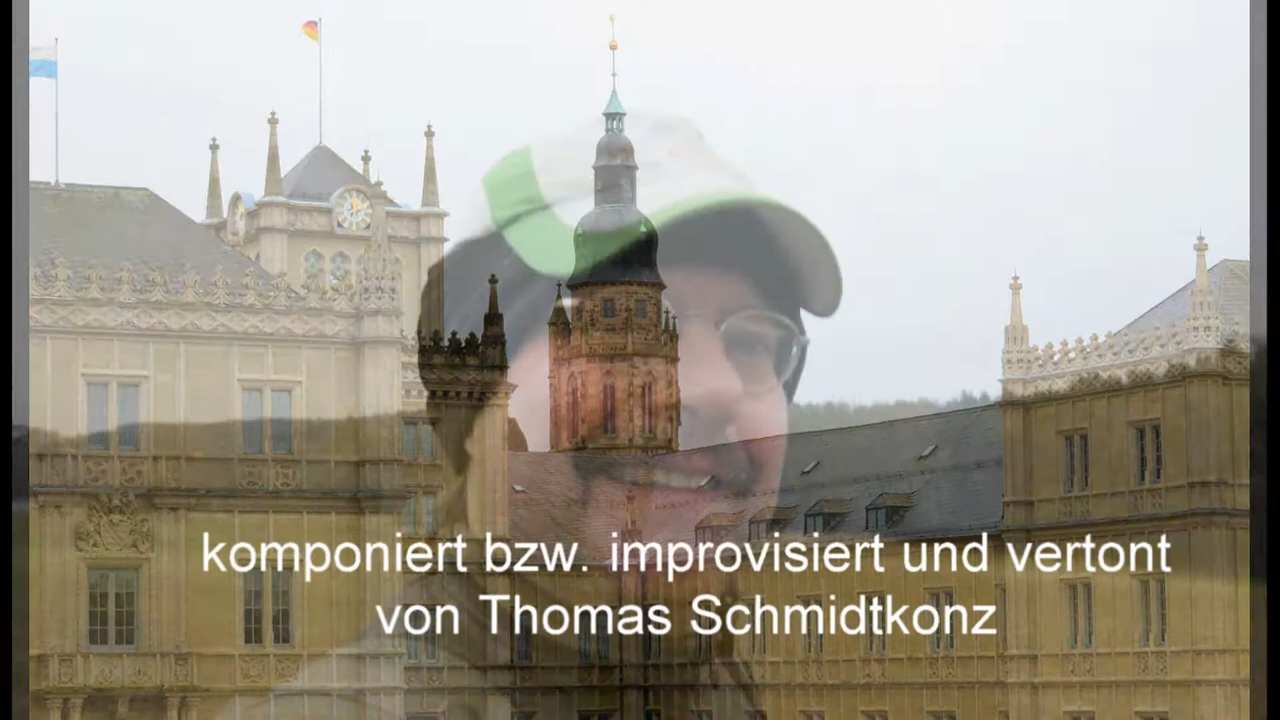 komponiert bzw. improvisiert und vertont
von Thomas Schmidtkonz